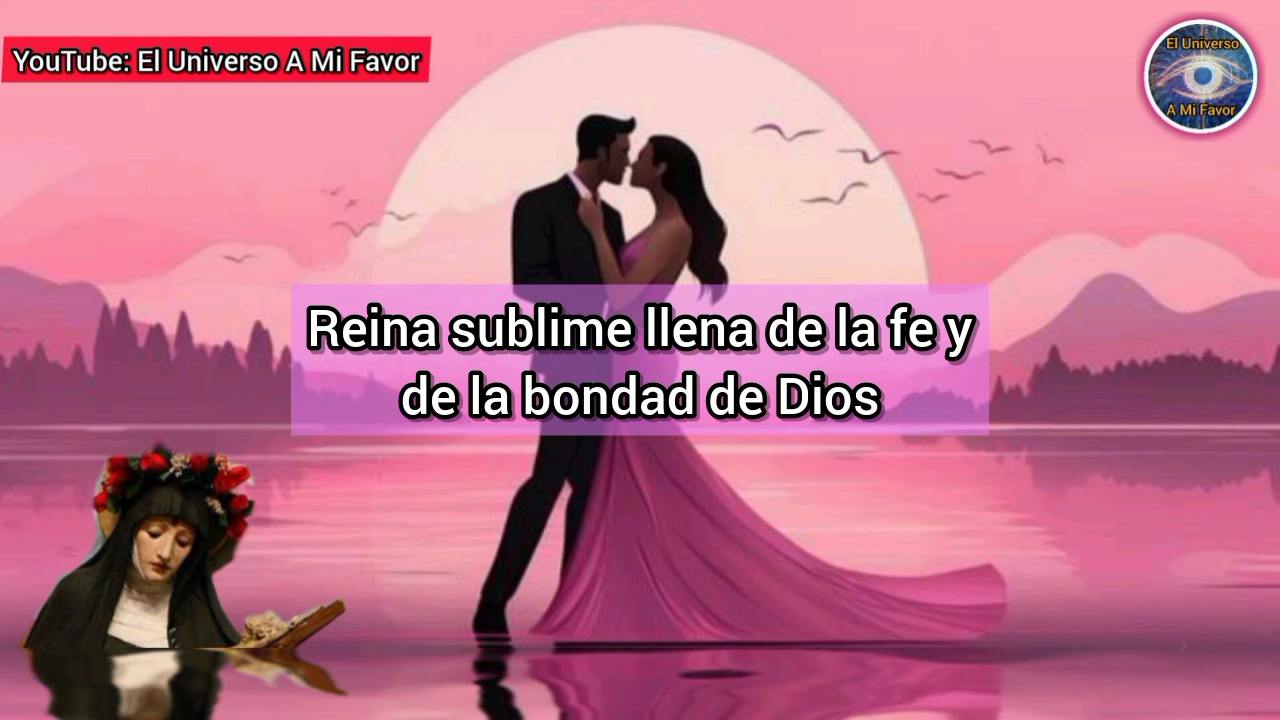 YouTube: El Universo A Mi Favor
El Universo
A Mi Favor
Reina sublime llena de la fe y
de la bondad de Dios